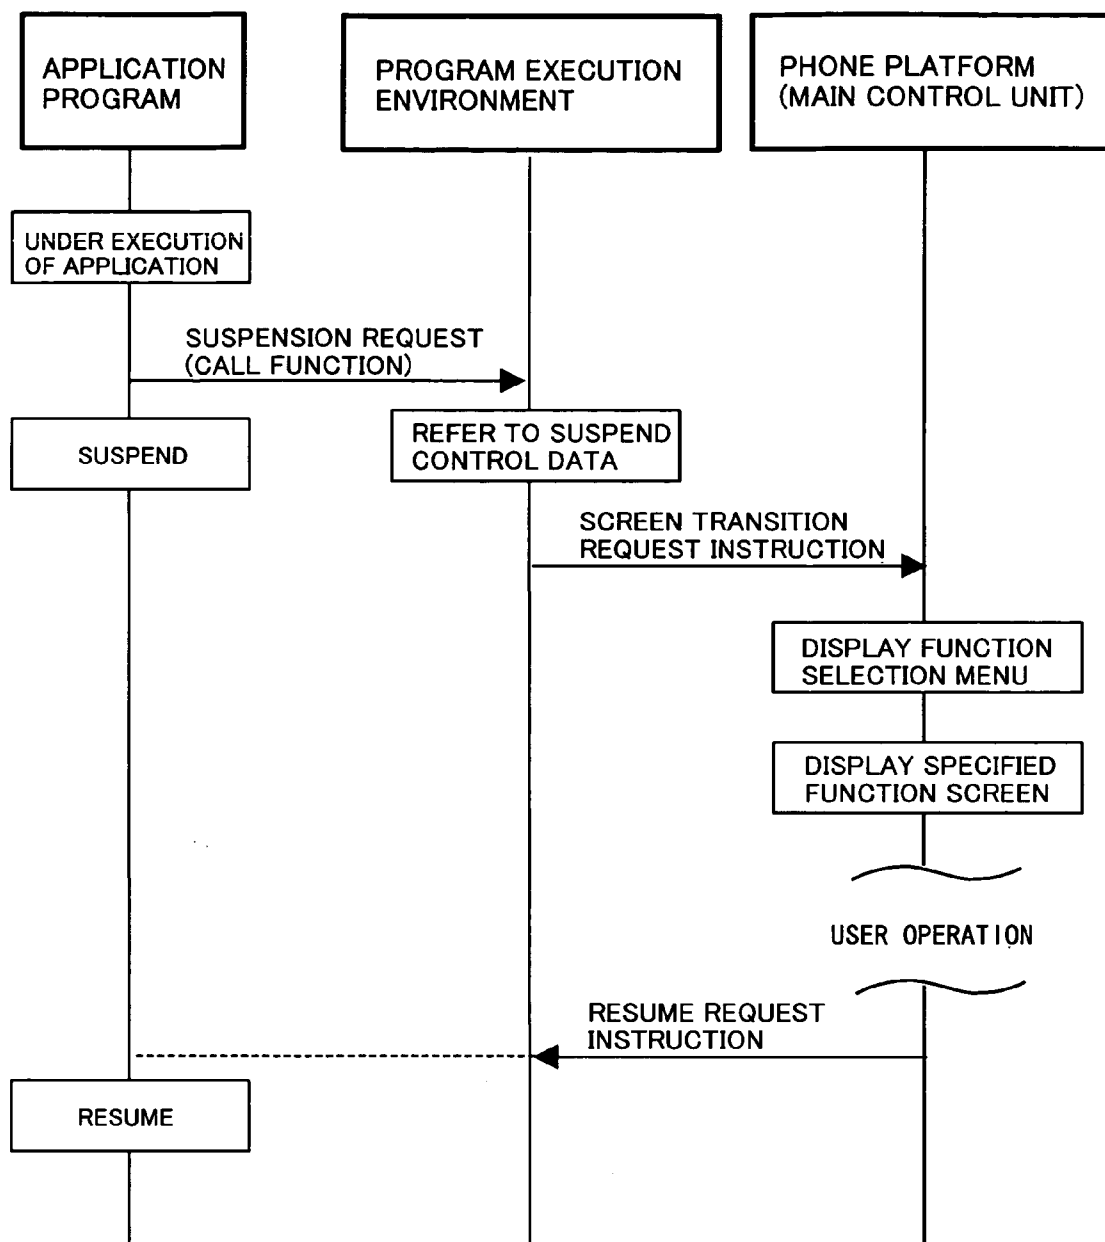 APPLICATION
PROGRAM
PROGRAM EXECUTION
ENVIRONMENT
PHONE PLATFORM
(MAIN CONTROL UNIT)
UNDER EXECUTION
OF APPLICATION
SUSPENSION REQUEST
(CALL FUNCTION)
SUSPEND
REFER TO SUSPEND
CONTROL DATA
SCREEN TRANSITION
REQUEST INSTRUCTION
DISPLAY FUNCTION
SELECTION MENU
DISPLAY SPECIFIED
FUNCTION SCREEN
USER OPERATION
RESUME REQUEST
INSTRUCTION
RESUME